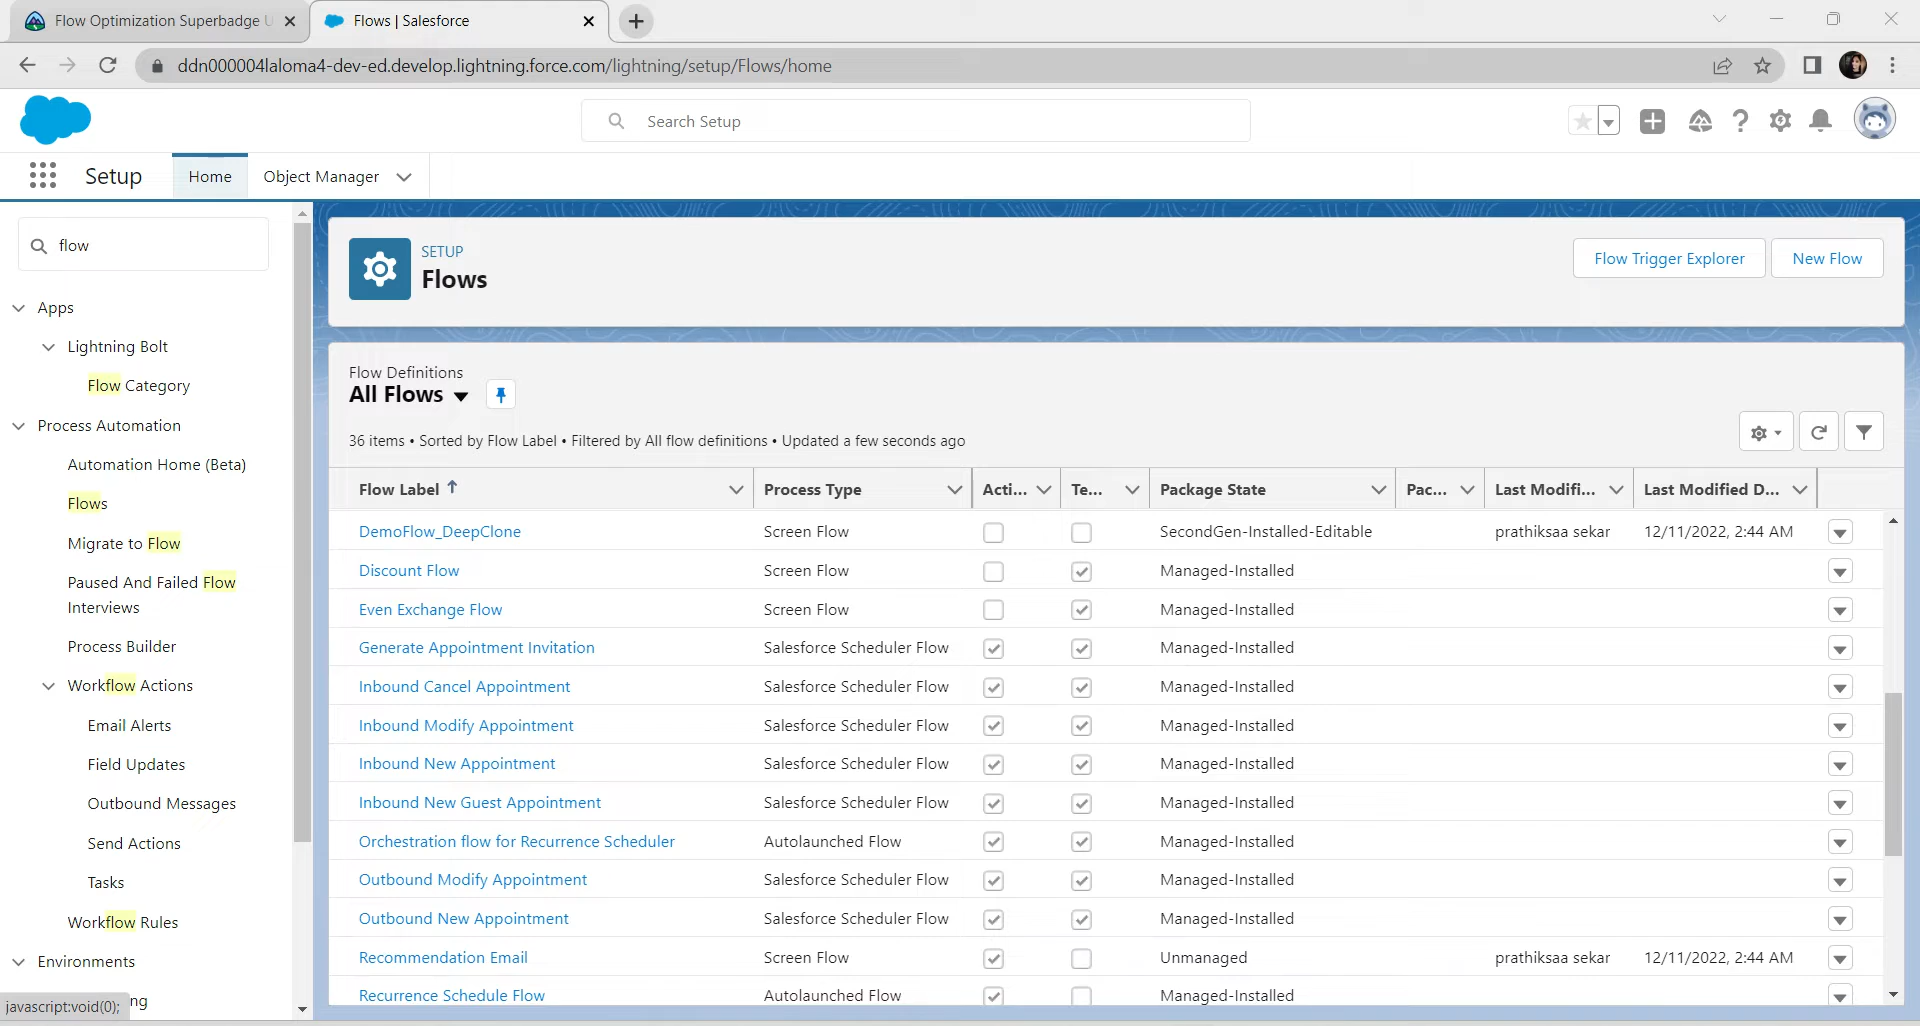 Flow Optimization Superbadge U
Flows | Salesforce
ddn000004laloma4-dev-ed.develop.lightning.force.com/lightning/setup/Flows/home
Search Setup
Setup
Home
Object Manager
flow
Apps
Lightning Bolt
Flow Category
Process Automation
Automation Home (Beta)
Flows
Migrate to Flow
Paused And Failed Flow
Interviews
Process Builder
Workflow Actions
Email Alerts
Field Updates
Outbound Messages
Send Actions
Tasks
Workflow Rules
Environments
ng
javascript:void(0);
SETUP
Flows
Flow Trigger Explorer
New Flow
Flow Definitions
All Flows
36 items • Sorted by Flow Label • Filtered by All flow definitions • Updated a few seconds ago
Flow Label Process Type Acti... Te... Package State Pac... Last Modifi... Last Modified D...
DemoFlow_DeepClone Screen Flow SecondGen-Installed-Editable prathiksaa sekar 12/11/2022, 2:44 AM
Discount Flow Screen Flow Managed-Installed
Even Exchange Flow Screen Flow Managed-Installed
Generate Appointment Invitation Salesforce Scheduler Flow Managed-Installed
Inbound Cancel Appointment Salesforce Scheduler Flow Managed-Installed
Inbound Modify Appointment Salesforce Scheduler Flow Managed-Installed
Inbound New Appointment Salesforce Scheduler Flow Managed-Installed
Inbound New Guest Appointment Salesforce Scheduler Flow Managed-Installed
Orchestration flow for Recurrence Scheduler Autolaunched Flow Managed-Installed
Outbound Modify Appointment Salesforce Scheduler Flow Managed-Installed
Outbound New Appointment Salesforce Scheduler Flow Managed-Installed
Recommendation Email Screen Flow Unmanaged prathiksaa sekar 12/11/2022, 2:44 AM
Recurrence Schedule Flow Autolaunched Flow Managed-Installed